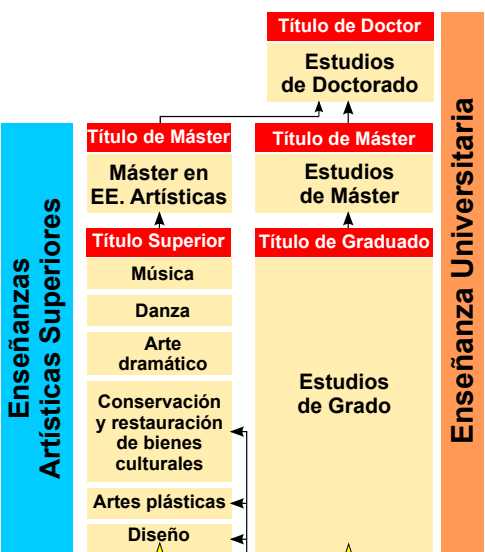 Título de Doctor
Estudios
de Doctorado
Título de Máster
Máster en
EE. Artísticas
Título Superior
Música
Danza
Arte
dramático
Conservación
y restauración
de bienes
culturales
Artes plásticas
Diseño
Título de Máster
Estudios
de Máster
Título de Graduado
Estudios
de Grado
Enseñanzas
Artísticas Superiores
Enseñanza Universitaria